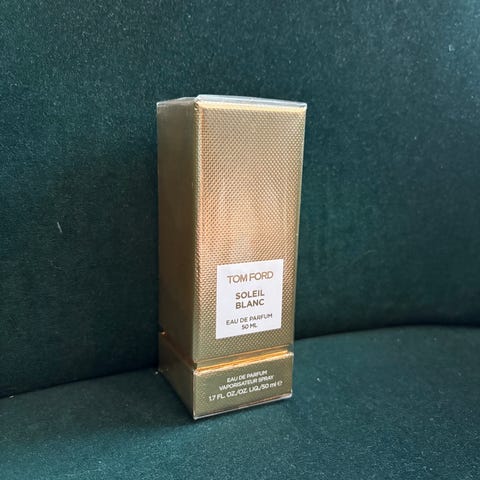 TOM FORD
SOLEIL
BLANC
EAU DE PARFUM
50 ML
EAU DE PARFUM
VAPORISATEUR SPRAY
1.7 FL. OZ./OZ. LIQ./50 ml ℮